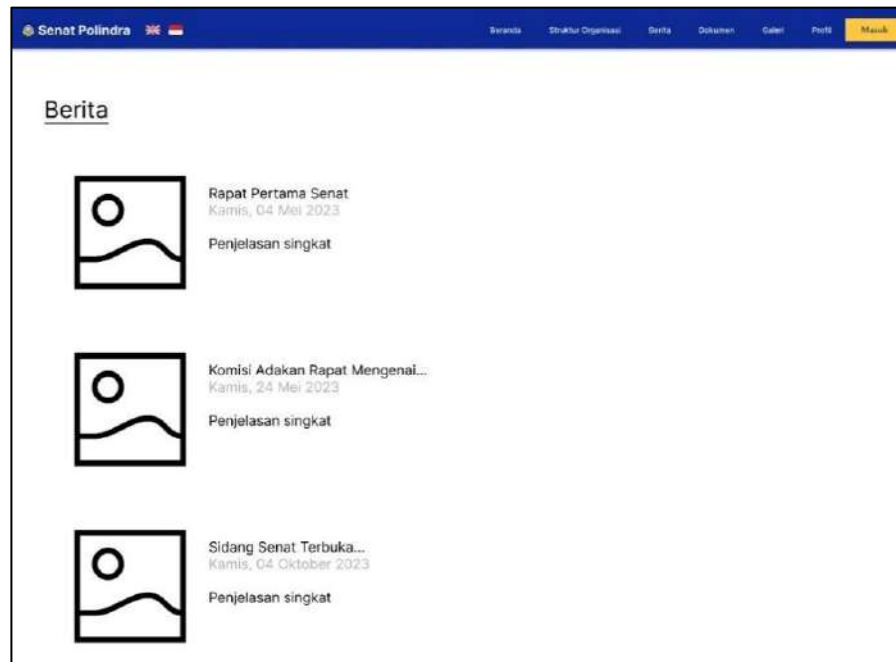 Senat Polindra
Beranda Struktur Organisasi Berita Dokumen Galeri Profil Masuk
Berita
Rapat Pertama Senat
Kamis, 04 Mei 2023
Penjelasan singkat
Komisi Adakan Rapat Mengenai...
Kamis, 24 Mei 2023
Penjelasan singkat
Sidang Senat Terbuka...
Kamis, 04 Oktober 2023
Penjelasan singkat